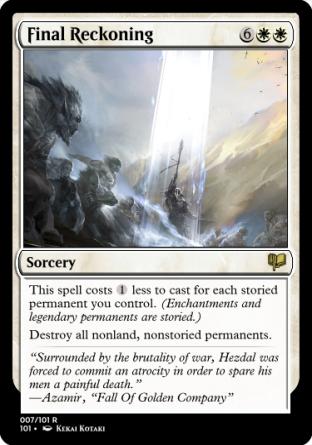 Final Reckoning 6
Sorcery
This spell costs 1 less to cast for each storied
permanent you control. (Enchantments and
legendary permanents are storied.)
Destroy all nonland, nonstoried permanents.
“Surrounded by the brutality of war, Hezdal was
forced to commit an atrocity in order to spare his
men a painful death.”
—Azamir, “Fall Of Golden Company”
007/101 R
101 • Kekai Kotaki